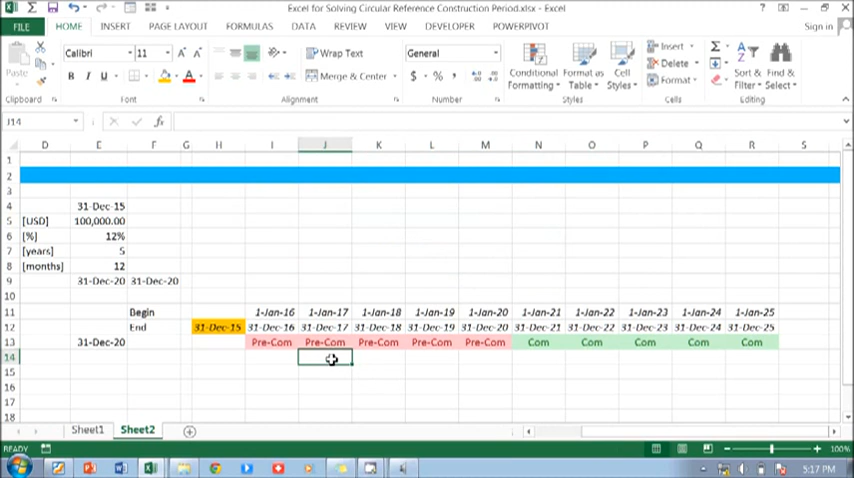 Excel for Solving Circular Reference Construction Period.xlsx - Excel
FILE HOME INSERT PAGE LAYOUT FORMULAS DATA REVIEW VIEW DEVELOPER POWERPIVOT Sign in
Paste Calibri 11 A A Wrap Text General Conditional Formatting Format as Table Cell Styles Insert Σ Sort & Filter Find & Select
B I U A Merge & Center $ % , Delete
Format
Clipboard Font Alignment Number Styles Cells Editing
J14 fx
D E F G H I J K L M N O P Q R S
1
2
3
4 31-Dec-15
5 [USD] 100,000.00
6 [%] 12%
7 [years] 5
8 [months] 12
9 31-Dec-20 31-Dec-20
10
11 Begin 1-Jan-16 1-Jan-17 1-Jan-18 1-Jan-19 1-Jan-20 1-Jan-21 1-Jan-22 1-Jan-23 1-Jan-24 1-Jan-25
12 End 31-Dec-15 31-Dec-16 31-Dec-17 31-Dec-18 31-Dec-19 31-Dec-20 31-Dec-21 31-Dec-22 31-Dec-23 31-Dec-24 31-Dec-25
13 31-Dec-20 Pre-Com Pre-Com Pre-Com Pre-Com Pre-Com Com Com Com Com Com
14
15
16
17
18
Sheet1 Sheet2
READY 100%
5:17 PM